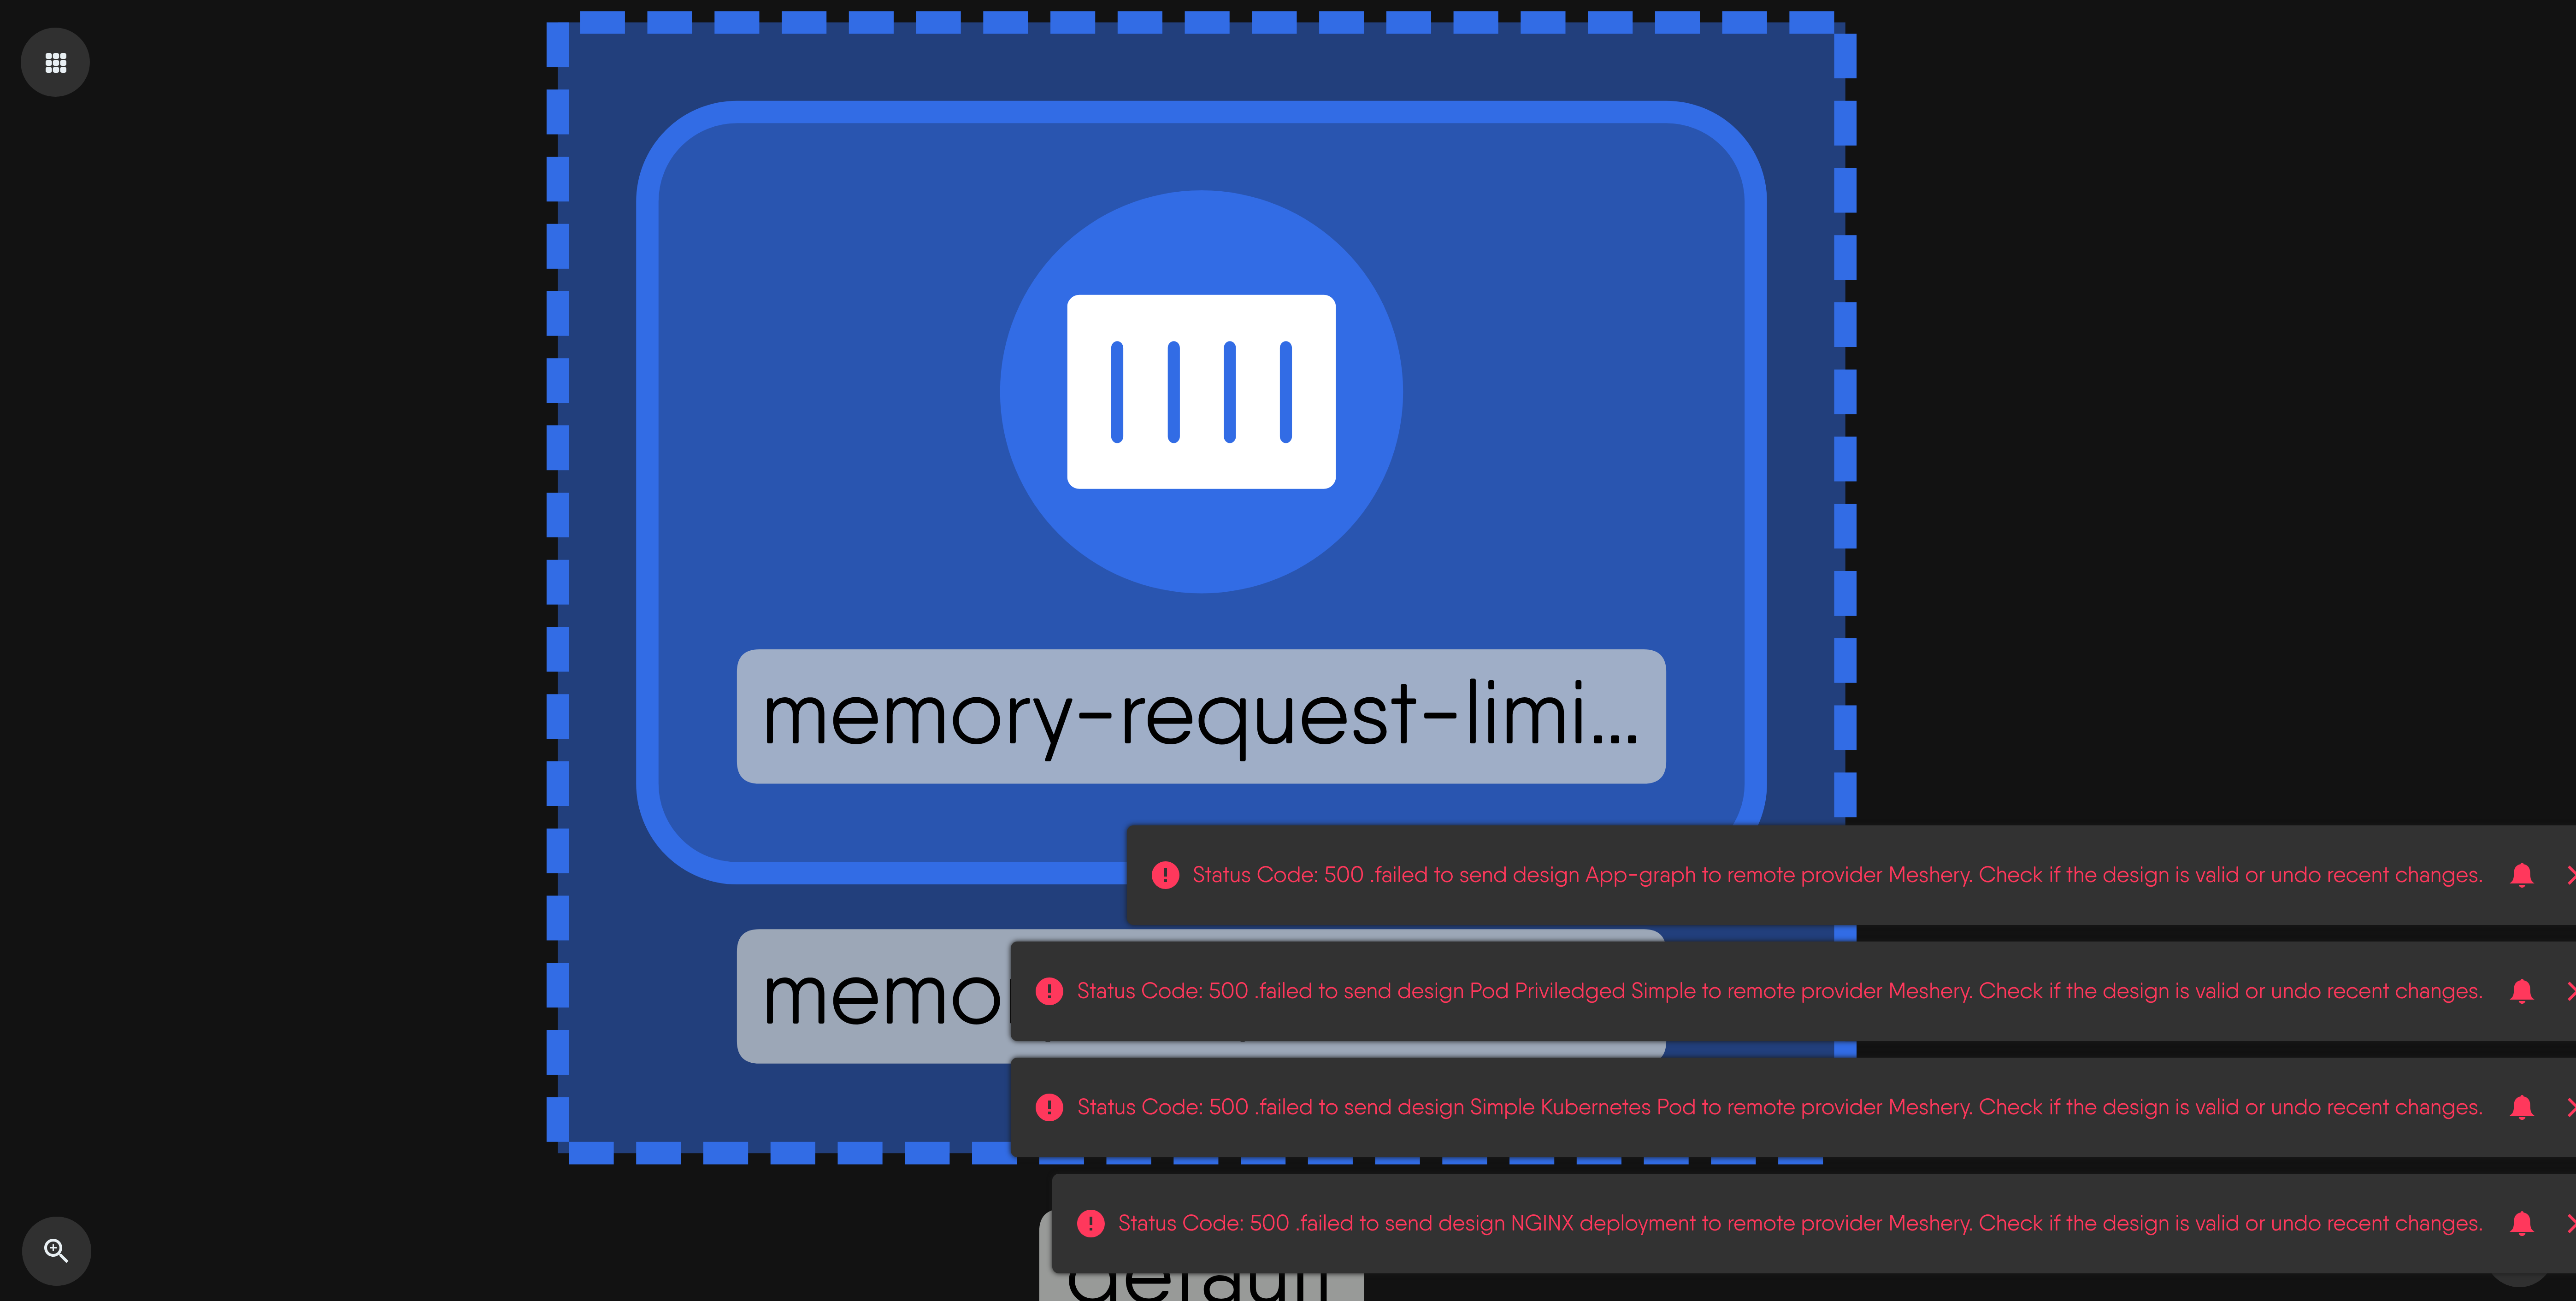 memory-request-limi...
Status Code: 500 .failed to send design App-graph to remote provider Meshery. Check if the design is valid or undo recent changes.
Status Code: 500 .failed to send design Pod Priviledged Simple to remote provider Meshery. Check if the design is valid or undo recent changes.
Status Code: 500 .failed to send design Simple Kubernetes Pod to remote provider Meshery. Check if the design is valid or undo recent changes.
Status Code: 500 .failed to send design NGINX deployment to remote provider Meshery. Check if the design is valid or undo recent changes.
default